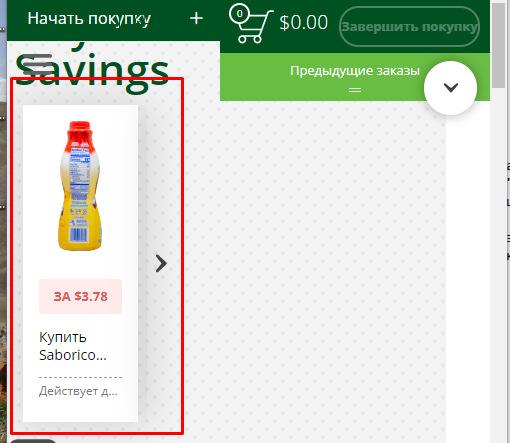 Начать покупку +
0
$0.00
Завершить покупку
Savings
Предыдущие заказы
ЗА $3.78
Купить
Saborico...
Действует д...